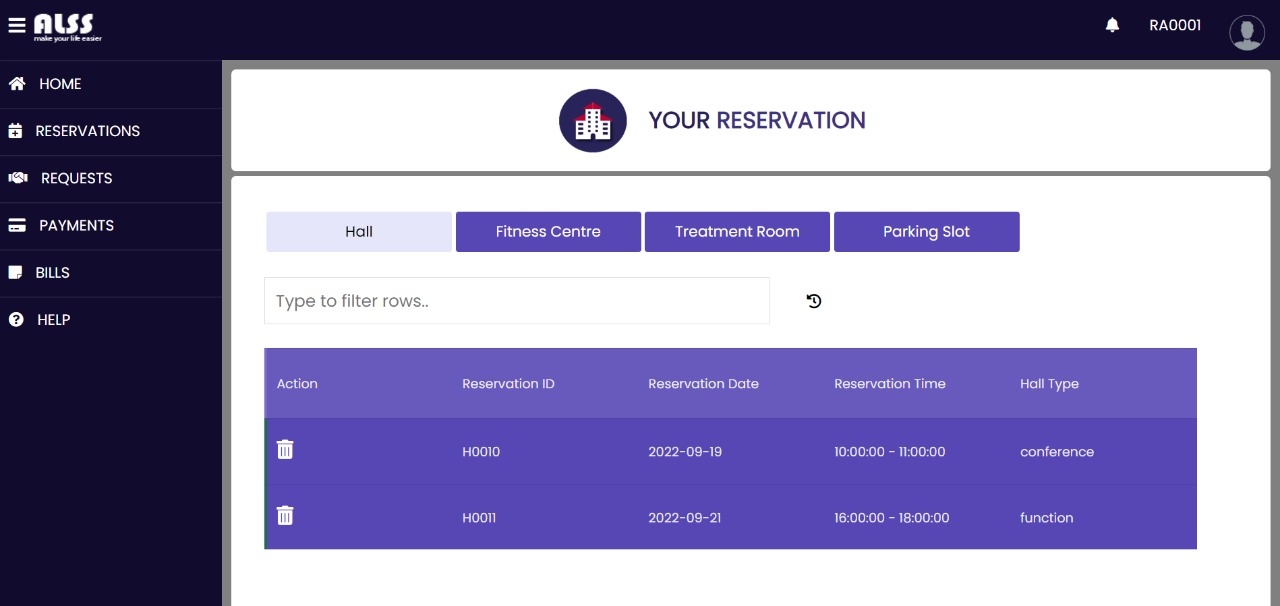 ALSS
make your life easier
RA0001
HOME
RESERVATIONS
REQUESTS
PAYMENTS
BILLS
HELP
YOUR RESERVATION
Hall Fitness Centre Treatment Room Parking Slot
Type to filter rows..
Action Reservation ID Reservation Date Reservation Time Hall Type
H0010 2022-09-19 10:00:00 - 11:00:00 conference
H0011 2022-09-21 16:00:00 - 18:00:00 function